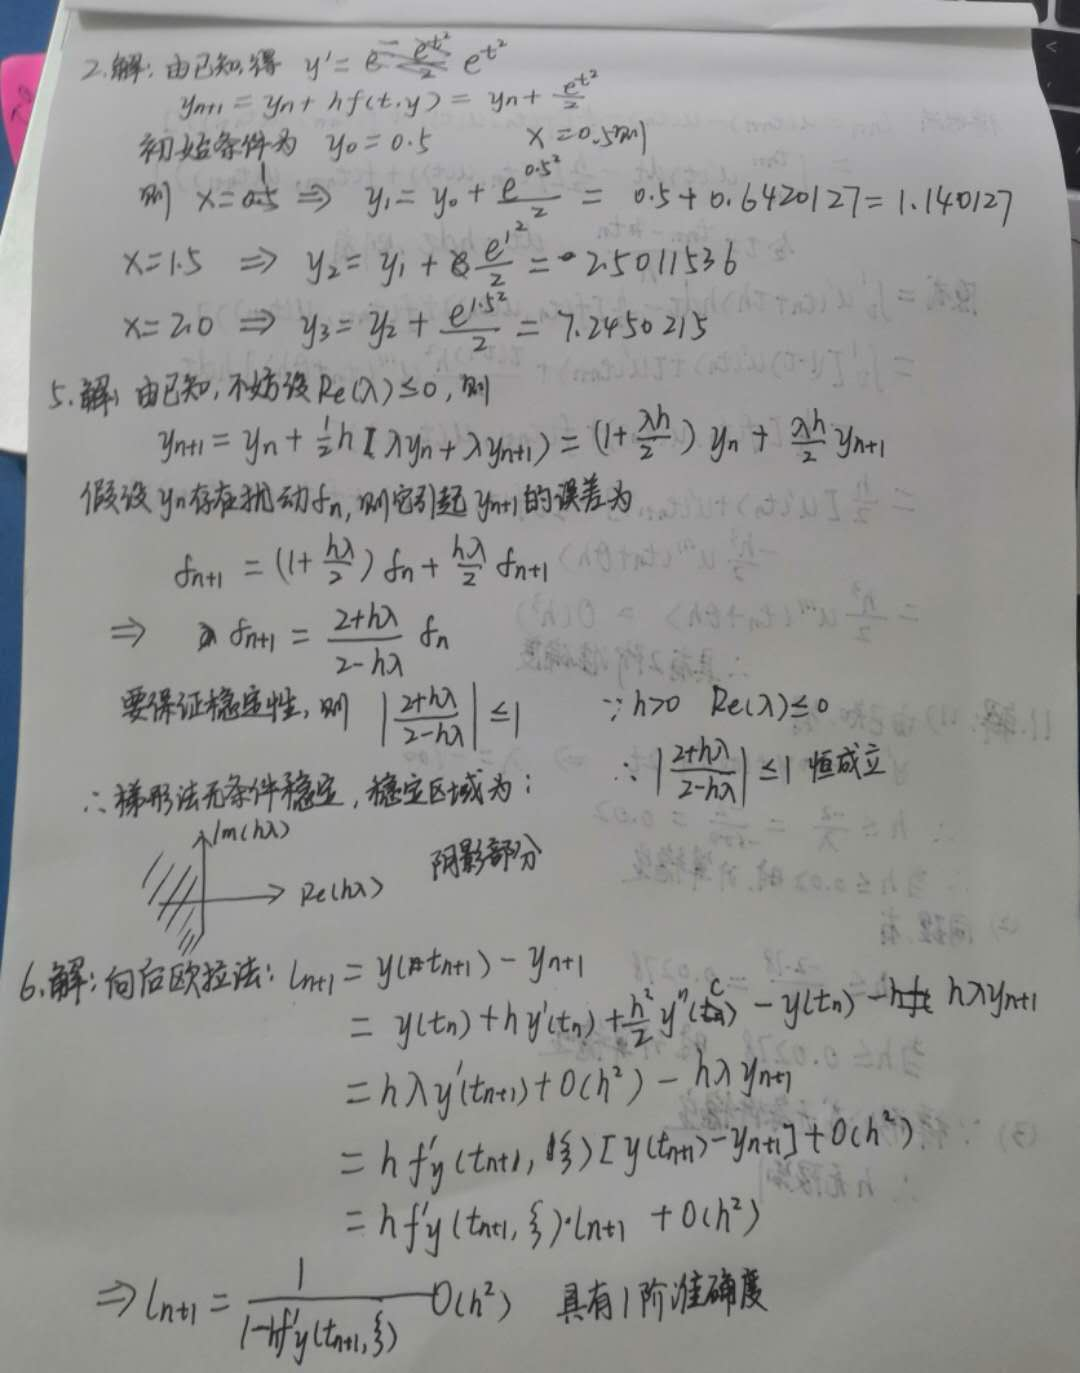 2.解：由已知，得 y' = e^{t²}
y_{n+1} = y_n + hf(t,y) = y_n + e^{t²}/2
初始条件为 y_0 = 0.5 x = 0.5则
则 x = 1 ⇒ y_1 = y_0 + e^{0.5²}/2 = 0.5 + 0.6420127 = 1.140127
x = 1.5 ⇒ y_2 = y_1 + e^{1²}/2 = 2.5011536
x = 2.0 ⇒ y_3 = y_2 + e^{1.5²}/2 = 7.2450215
5.解：由已知，不妨设 Re(λ) ≤ 0，则
y_{n+1} = y_n + 1/2 h [λy_n + λy_{n+1}) = (1 + λh/2) y_n + λh/2 y_{n+1}
假设 y_n 存在扰动 δ_n，则它引起 y_{n+1} 的误差为
δ_{n+1} = (1 + hλ/2) δ_n + hλ/2 δ_{n+1}
⇒ δ_{n+1} = (2+hλ)/(2-hλ) δ_n
要保证稳定性，则 |(2+hλ)/(2-hλ)| ≤ 1 ∵ h>0 Re(λ) ≤ 0
∴ |(2+hλ)/(2-hλ)| ≤ 1 恒成立
∴ 梯形法无条件稳定，稳定区域为：
Im(hλ)
阴影部分
Re(hλ)
6.解：向后欧拉法：l_{n+1} = y(t_{n+1}) - y_{n+1}
= y(t_n) + hy'(t_n) + h²/2 y''(c) - y(t_n) - hλy_{n+1}
= hλy'(t_{n+1}) + O(h²) - hλy_{n+1}
= hf'_y(t_{n+1}, ξ)[y(t_{n+1}) - y_{n+1}] + O(h²)
= hf'_y(t_{n+1}, ξ)·l_{n+1} + O(h²)
⇒ l_{n+1} = 1/(1-hf'_y(t_{n+1}, ξ)) O(h²) 具有1阶准确度